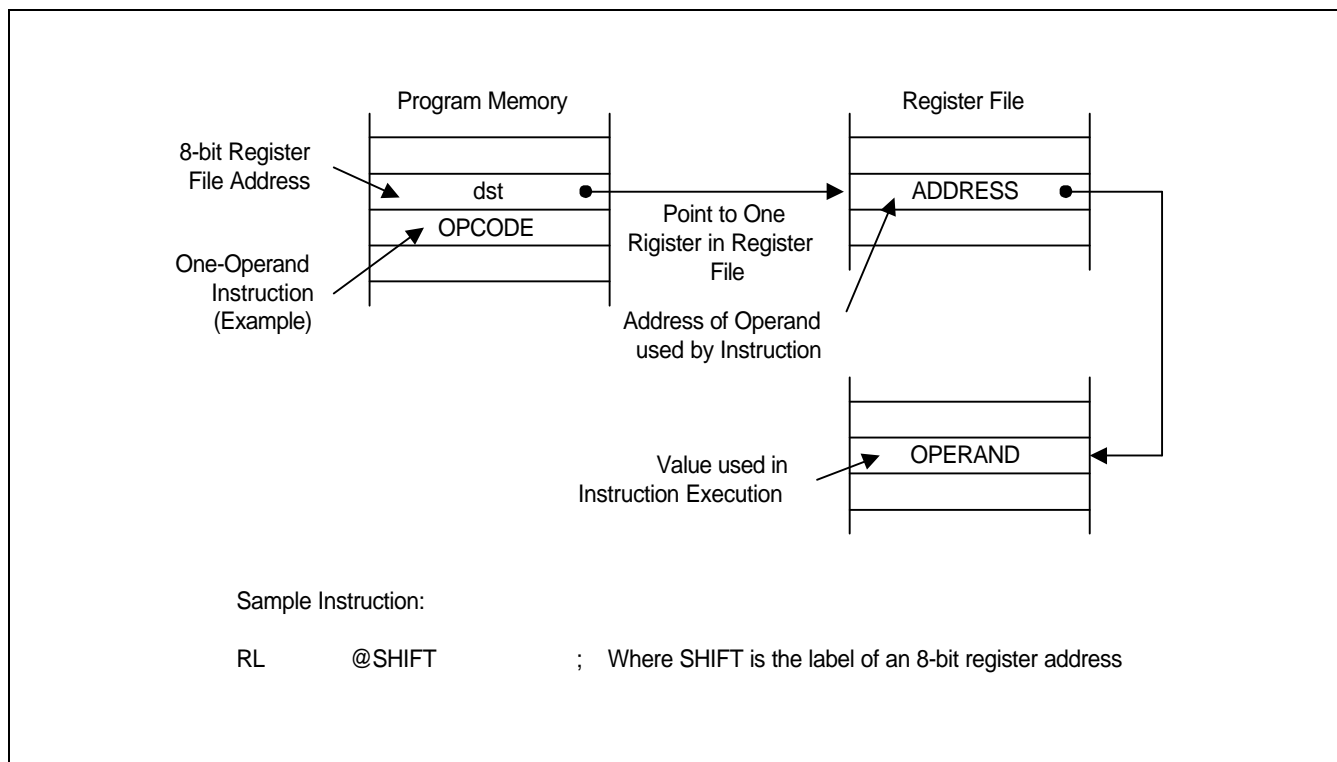 Program Memory
Register File
8-bit Register
File Address
dst
ADDRESS
OPCODE
Point to One
Rigister in Register
File
One-Operand
Instruction
(Example)
Address of Operand
used by Instruction
OPERAND
Value used in
Instruction Execution
Sample Instruction:
RL @SHIFT ; Where SHIFT is the label of an 8-bit register address